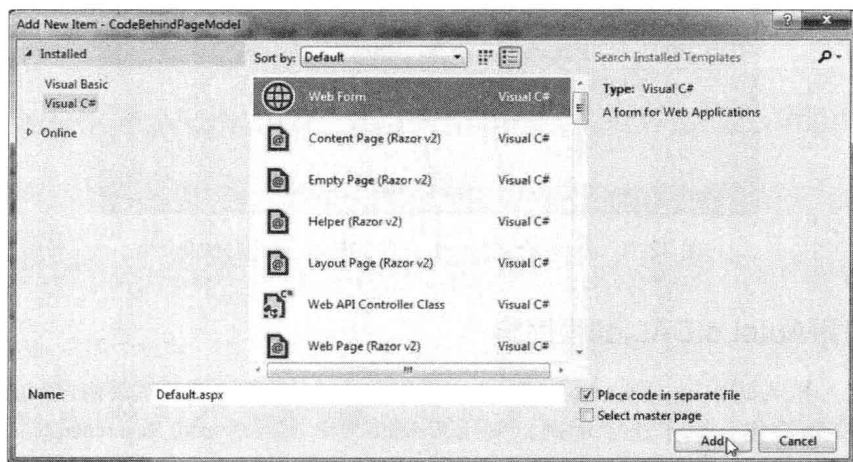 Add New Item - CodeBehindPageModel
Installed
Visual Basic
Visual C#
Online
Sort by: Default
Web Form Visual C#
Content Page (Razor v2) Visual C#
Empty Page (Razor v2) Visual C#
Helper (Razor v2) Visual C#
Layout Page (Razor v2) Visual C#
C#
Web API Controller Class Visual C#
Web Page (Razor v2) Visual C#
Search Installed Templates
Type: Visual C#
A form for Web Applications
Name: Default.aspx
Place code in separate file
Select master page
Add
Cancel